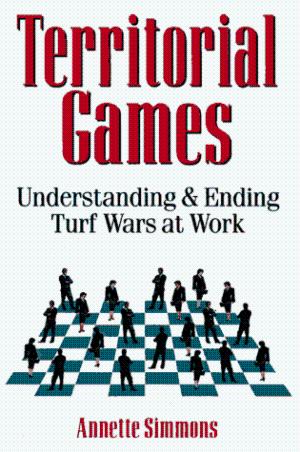 Territorial
Games
Understanding & Ending
Turf Wars at Work
Annette Simmons